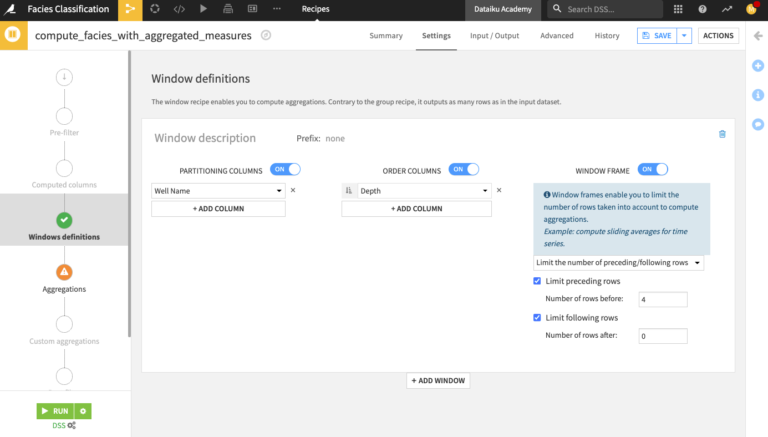 Facies Classification
Recipes
Dataiku Academy
Search DSS...
compute_facies_with_aggregated_measures
Summary
Settings
Input / Output
Advanced
History
SAVE
ACTIONS
Pre-filter
Computed columns
Windows definitions
Aggregations
Custom aggregations
RUN
DSS
Window definitions
The window recipe enables you to compute aggregations. Contrary to the group recipe, it outputs as many rows as in the input dataset.
Window description
Prefix: none
PARTITIONING COLUMNS ON
Well Name
+ ADD COLUMN
ORDER COLUMNS ON
Depth
+ ADD COLUMN
WINDOW FRAME ON
Window frames enable you to limit the
number of rows taken into account to compute
aggregations.
Example: compute sliding averages for time
series.
Limit the number of preceding/following rows
Limit preceding rows
Number of rows before: 4
Limit following rows
Number of rows after: 0
+ ADD WINDOW